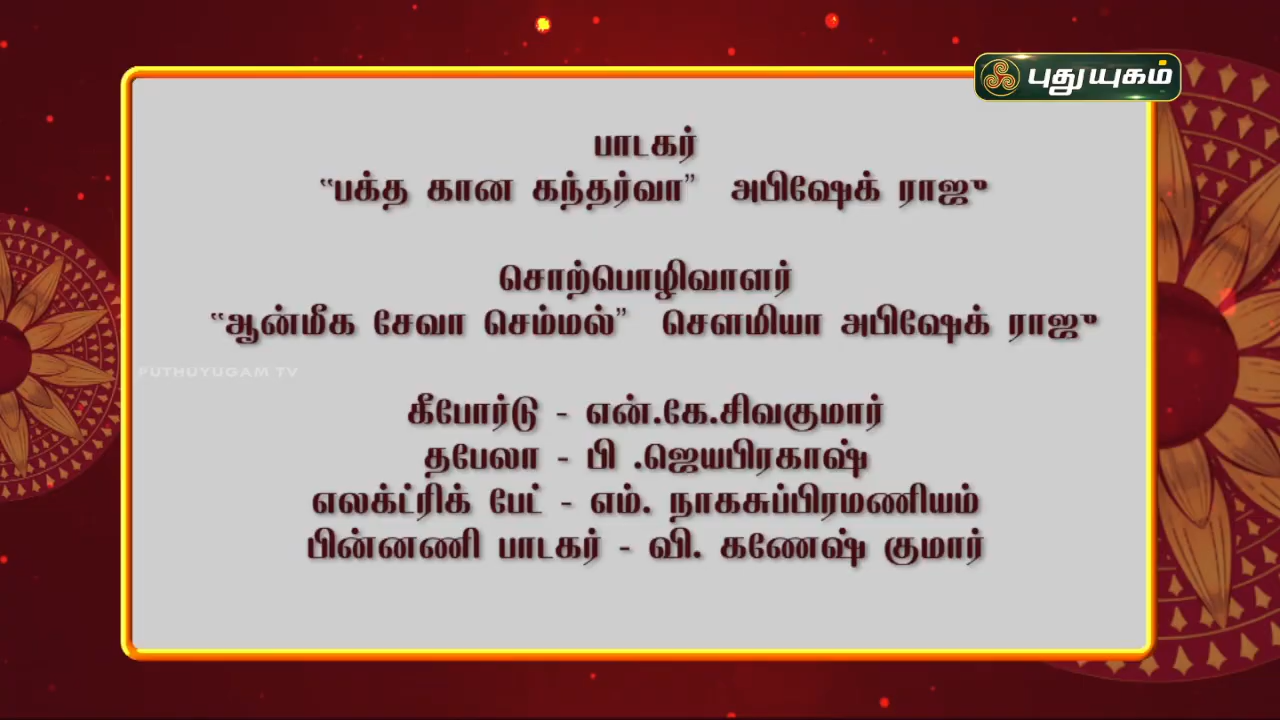 புதுயுகம்
பாடகர்
“பக்த கான கந்தர்வா” அபிஷேக் ராஜு
சொற்பொழிவாளர்
“ஆன்மீக சேவா செம்மல்” சௌமியா அபிஷேக் ராஜு
PUTHUYUGAM TV
கீபோர்டு - என்.கே.சிவகுமார்
தபேலா - பி .ஜெயபிரகாஷ்
எலக்ட்ரிக் பேட் - எம். நாகசுப்பிரமணியம்
பின்னணி பாடகர் - வி. கணேஷ் குமார்